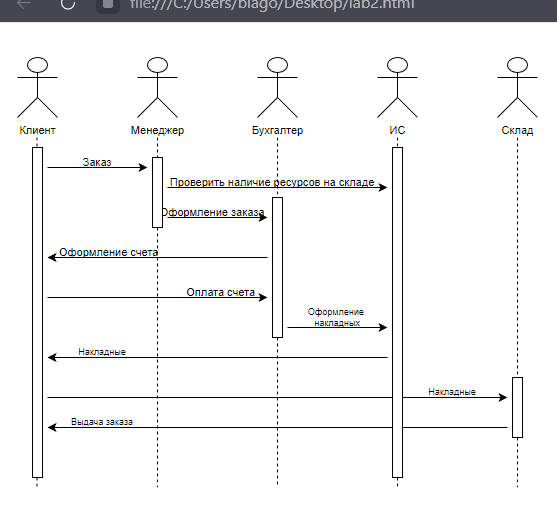 file:///C:/Users/blago/Desktop/lab2.html
Клиент
Менеджер
Бухгалтер
ИС
Склад
Заказ
Проверить наличие ресурсов на складе
Оформление заказа
Оформление счета
Оплата счета
Оформление
накладных
Накладные
Накладные
Выдача заказа